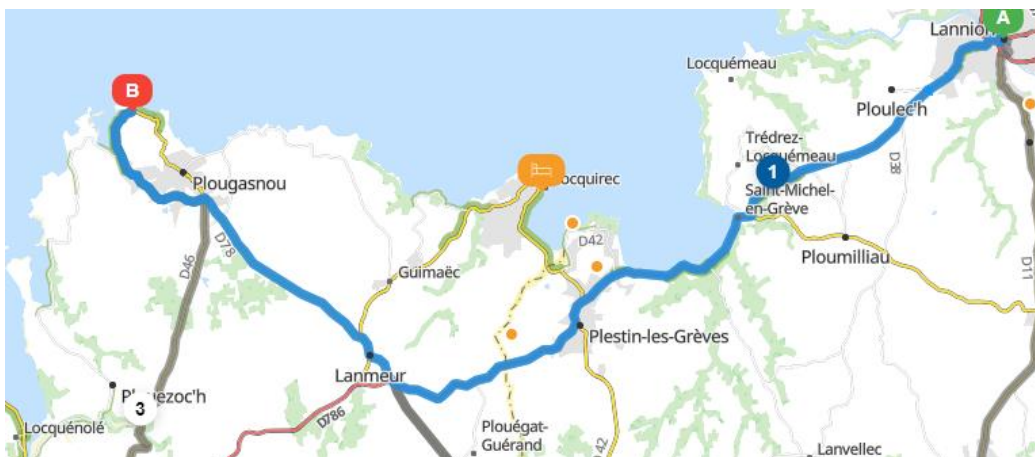 A
Lannion
B
Locquémeau
Ploulec'h
D38
Trédrez-
Locquémeau
1
Saint-Michel-
en-Grève
Plougasnou
D46
D78
D42
Guimaëc
Ploumilliau
D11
Plestin-les-Grèves
Lanmeur
D786
3
Locquénolé
Plouégat-
Guérand
D42
Lanvellec